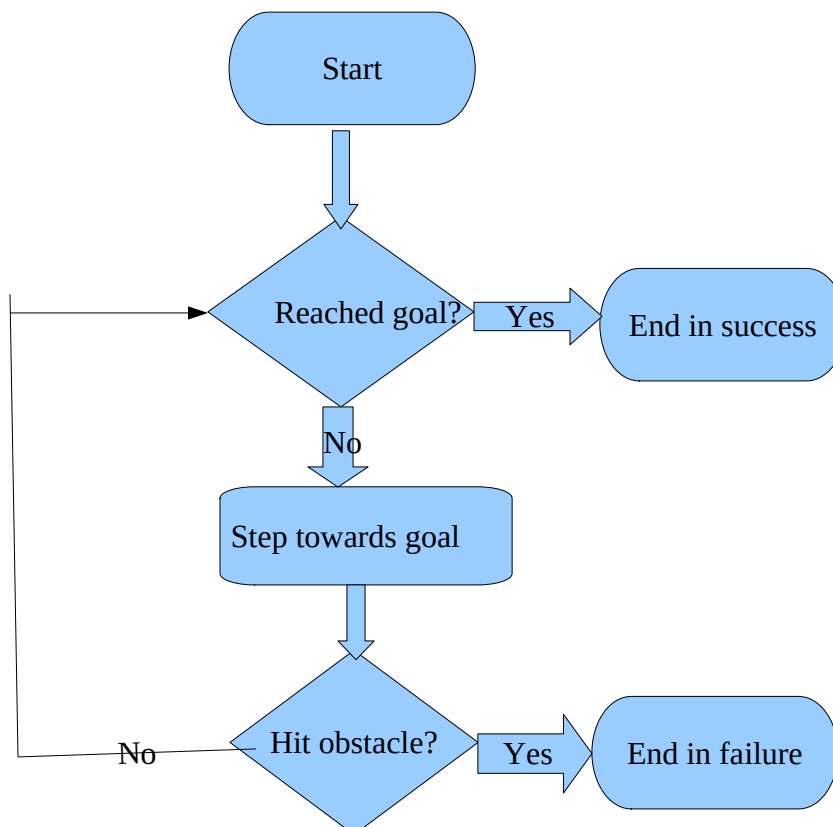 Start
Reached goal?
Yes
End in success
No
Step towards goal
Hit obstacle?
Yes
End in failure
No